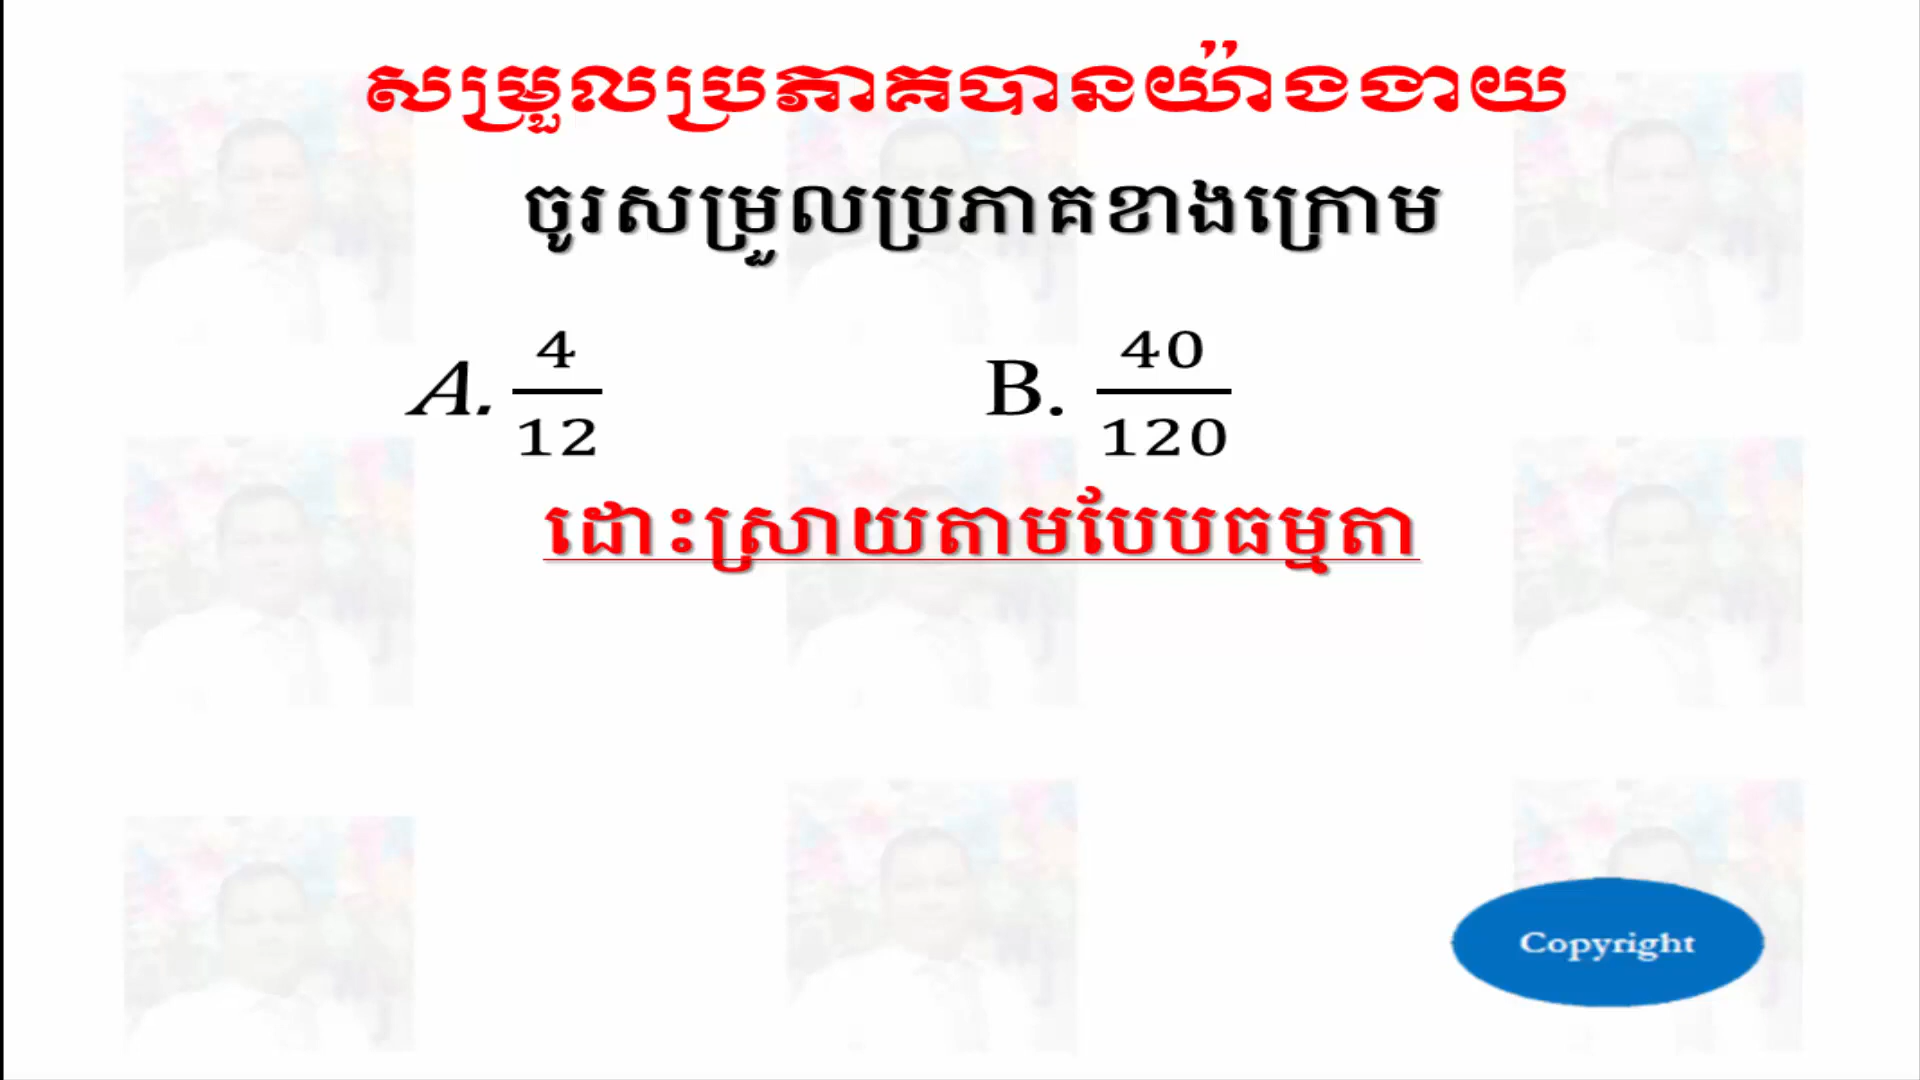 សម្រួលប្រភាគបានយ៉ាងងាយ
ចូរសម្រួលប្រភាគខាងក្រោម
A. 4/12 B. 40/120
ដោះស្រាយតាមបែបធម្មតា
Copyright